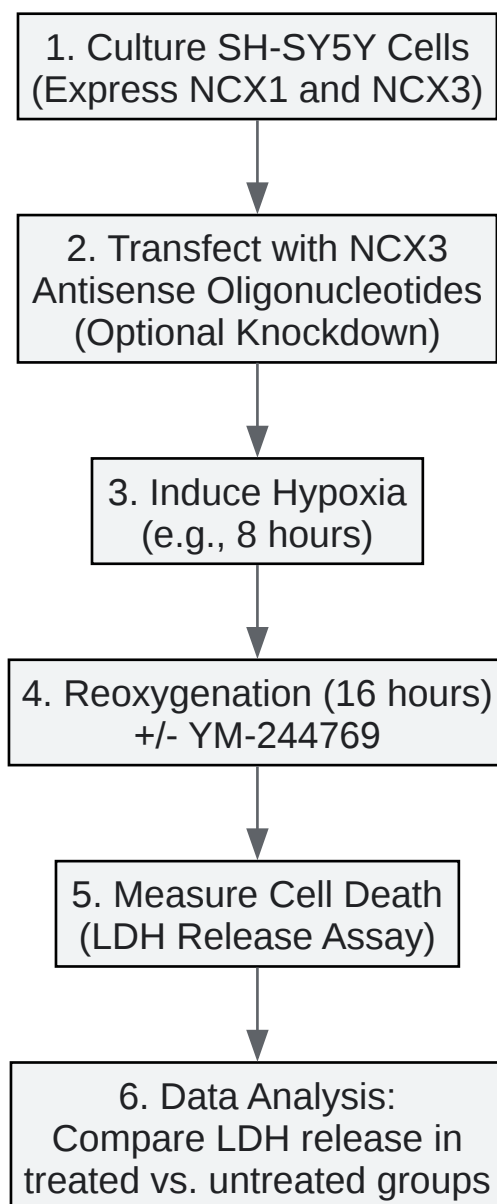 1. Culture SH-SY5Y Cells
(Express NCX1 and NCX3)
2. Transfect with NCX3
Antisense Oligonucleotides
(Optional Knockdown)
3. Induce Hypoxia
(e.g., 8 hours)
4. Reoxygenation (16 hours)
+/- YM-244769
5. Measure Cell Death
(LDH Release Assay)
6. Data Analysis:
Compare LDH release in
treated vs. untreated groups